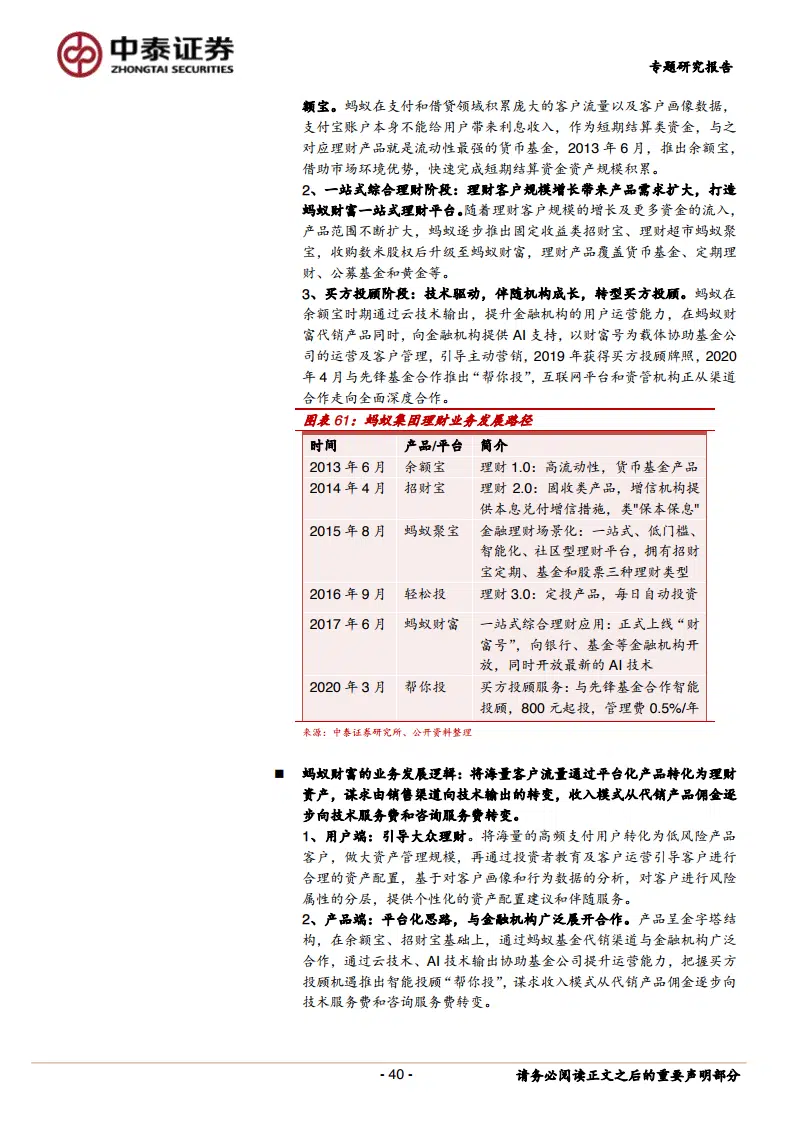 中泰证券
ZHONGTAI SECURITIES
专题研究报告
额宝。蚂蚁在支付和借贷领域积累庞大的客户流量以及客户画像数据，
支付宝账户本身不能给用户带来利息收入，作为短期结算类资金，与之
对应理财产品就是流动性最强的货币基金，2013 年 6 月，推出余额宝，
借助市场环境优势，快速完成短期结算资金资产规模积累。
2、一站式综合理财阶段：理财客户规模增长带来产品需求扩大，打造
蚂蚁财富一站式理财平台。随着理财客户规模的增长及更多资金的流入，
产品范围不断扩大，蚂蚁逐步推出固定收益类招财宝、理财超市蚂蚁聚
宝，收购数米股权后升级至蚂蚁财富，理财产品覆盖货币基金、定期理
财、公募基金和黄金等。
3、买方投顾阶段：技术驱动，伴随机构成长，转型买方投顾。蚂蚁在
余额宝时期通过云技术输出，提升金融机构的用户运营能力，在蚂蚁财
富代销产品同时，向金融机构提供 AI 支持，以财富号为载体协助基金公
司的运营及客户管理，引导主动营销，2019 年获得买方投顾牌照，2020
年 4 月与先锋基金合作推出“帮你投”，互联网平台和资管机构正从渠道
合作走向全面深度合作。
图表 61：蚂蚁集团理财业务发展路径
时间 产品/平台 简介
2013 年 6 月 余额宝 理财 1.0：高流动性，货币基金产品
2014 年 4 月 招财宝 理财 2.0：固收类产品，增信机构提
供本息兑付增信措施，类"保本保息"
2015 年 8 月 蚂蚁聚宝 金融理财场景化：一站式、低门槛、
智能化、社区型理财平台，拥有招财
宝定期、基金和股票三种理财类型
2016 年 9 月 轻松投 理财 3.0：定投产品，每日自动投资
2017 年 6 月 蚂蚁财富 一站式综合理财应用：正式上线“财
富号”，向银行、基金等金融机构开
放，同时开放最新的 AI 技术
2020 年 3 月 帮你投 买方投顾服务：与先锋基金合作智能
投顾，800 元起投，管理费 0.5%/年
来源：中泰证券研究所、公开资料整理
■ 蚂蚁财富的业务发展逻辑：将海量客户流量通过平台化产品转化为理财
资产，谋求由销售渠道向技术输出的转变，收入模式从代销产品佣金逐
步向技术服务费和咨询服务费转变。
1、用户端：引导大众理财。将海量的高频支付用户转化为低风险产品
客户，做大资产管理规模，再通过投资者教育及客户运营引导客户进行
合理的资产配置，基于对客户画像和行为数据的分析，对客户进行风险
属性的分层，提供个性化的资产配置建议和伴随服务。
2、产品端：平台化思路，与金融机构广泛展开合作。产品呈金字塔结
构，在余额宝、招财宝基础上，通过蚂蚁基金代销渠道与金融机构广泛
合作，通过云技术、AI 技术输出协助基金公司提升运营能力，把握买方
投顾机遇推出智能投顾“帮你投”，谋求收入模式从代销产品佣金逐步向
技术服务费和咨询服务费转变。
- 40 -
请务必阅读正文之后的重要声明部分